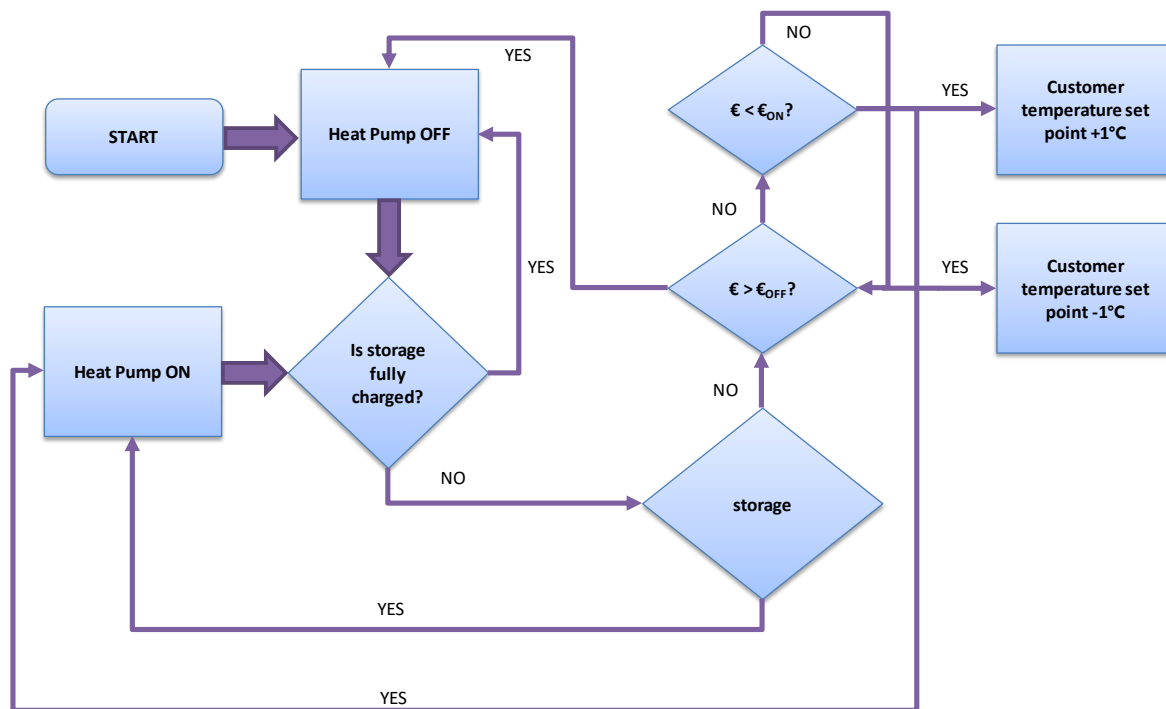 NO
YES
YES
START
Heat Pump OFF
€ < €ON?
Customer
temperature set
point +1°C
NO
YES
YES
€ > €OFF?
Customer
temperature set
point -1°C
Heat Pump ON
Is storage
fully
charged?
NO
NO
storage
YES
YES